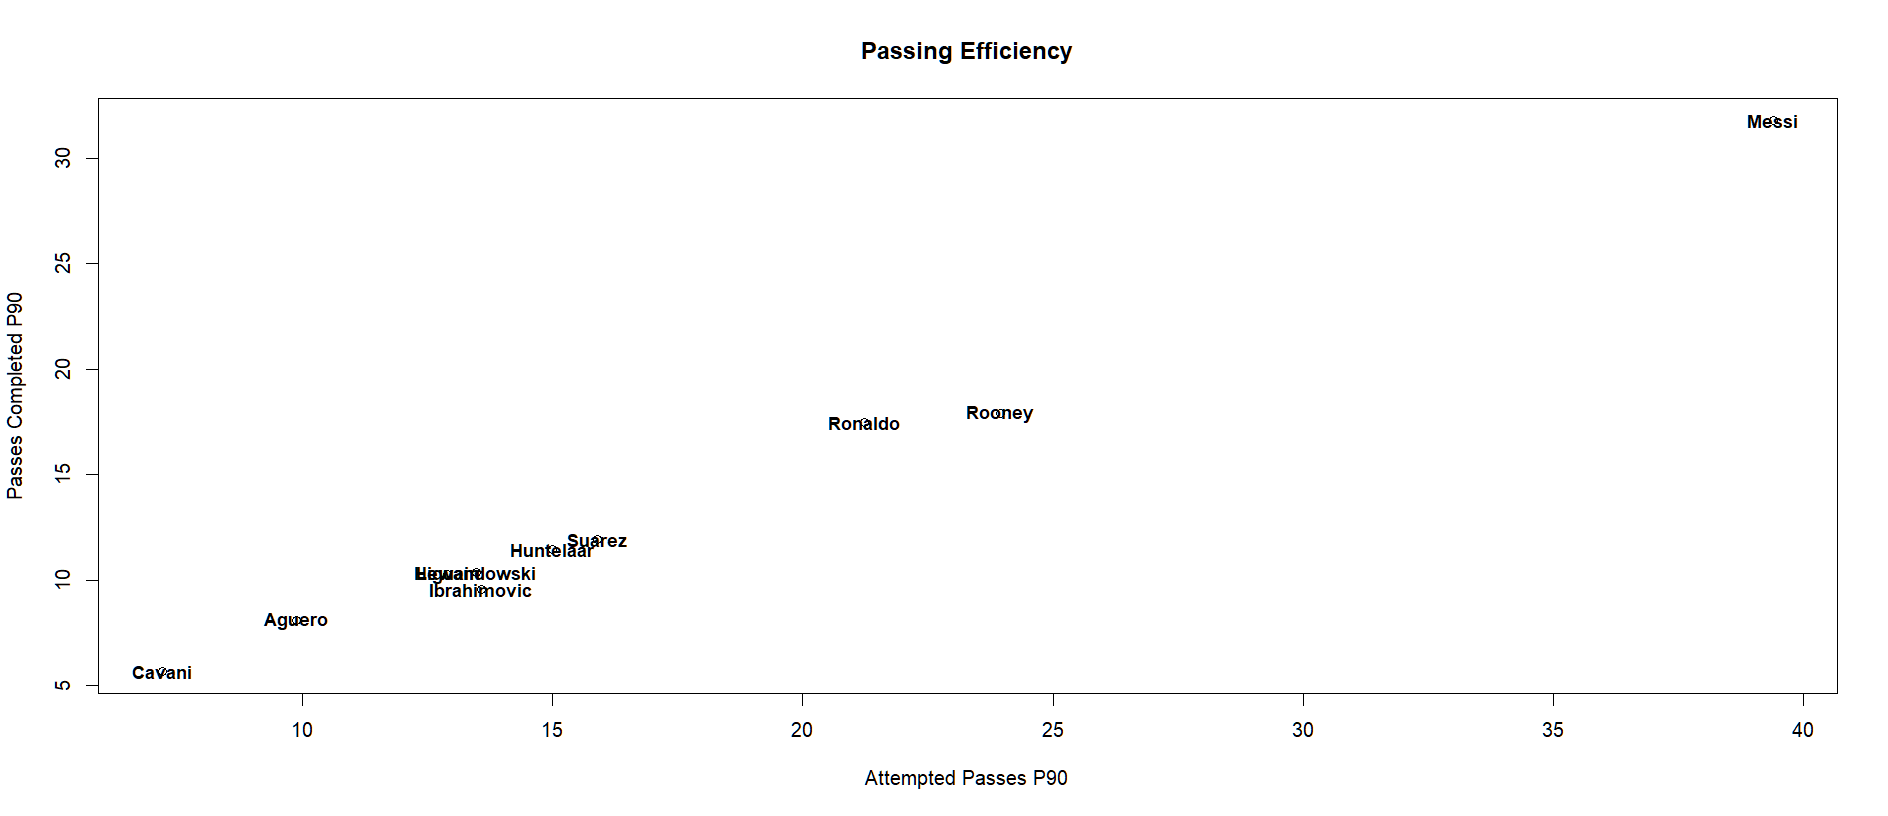 Passing Efficiency
Messi
Ronaldo
Rooney
Suarez
Huntelaar
Ibrahimovic
Aguero
Cavani
Passes Completed P90
5
10
15
20
25
30
10
15
20
25
30
35
40
Attempted Passes P90